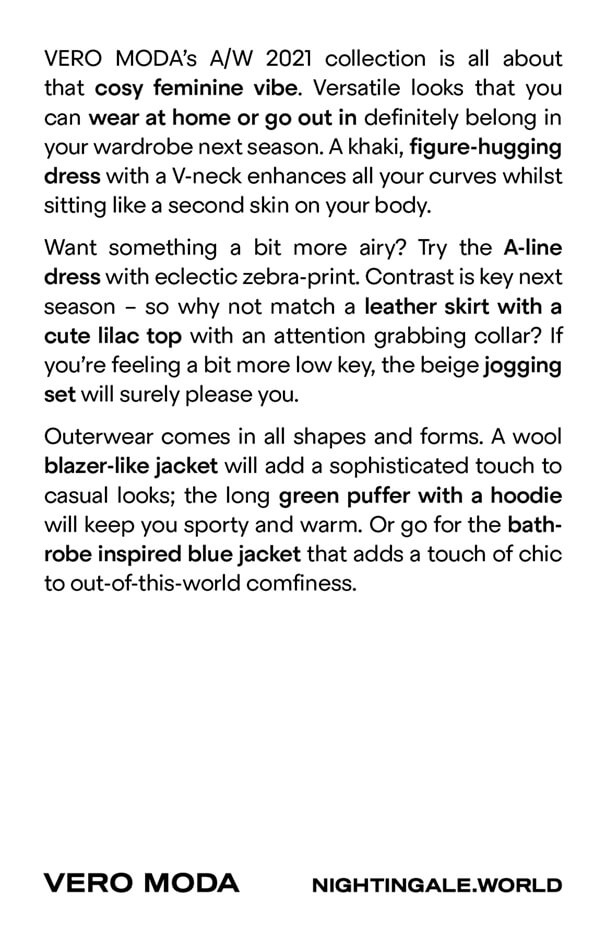 VERO MODA’s A/W 2021 collection is all about
that cosy feminine vibe. Versatile looks that you
can wear at home or go out in definitely belong in
your wardrobe next season. A khaki, figure-hugging
dress with a V-neck enhances all your curves whilst
sitting like a second skin on your body.
Want something a bit more airy? Try the A-line
dress with eclectic zebra-print. Contrast is key next
season – so why not match a leather skirt with a
cute lilac top with an attention grabbing collar? If
you’re feeling a bit more low key, the beige jogging
set will surely please you.
Outerwear comes in all shapes and forms. A wool
blazer-like jacket will add a sophisticated touch to
casual looks; the long green puffer with a hoodie
will keep you sporty and warm. Or go for the bath-
robe inspired blue jacket that adds a touch of chic
to out-of-this-world comfiness.
VERO MODA
NIGHTINGALE.WORLD